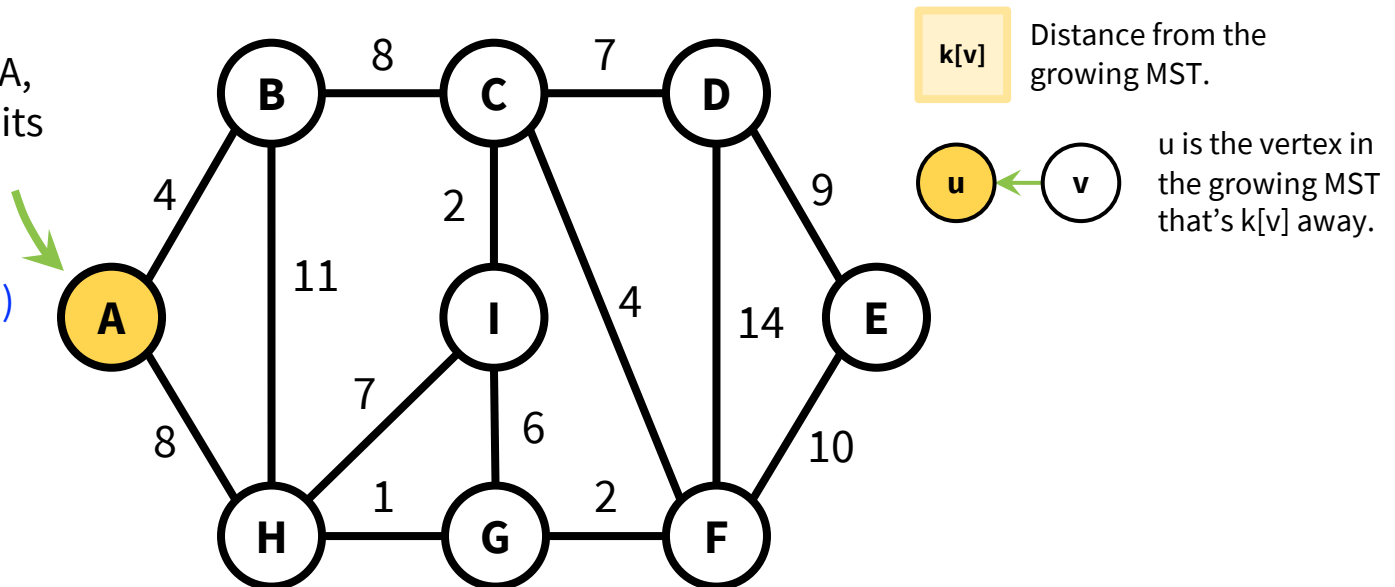 A,
its
)
B
8
C
7
D
k[v]
Distance from the
growing MST.
u
v
u is the vertex in
the growing MST
that’s k[v] away.
4
2
9
11
A
I
4
14
E
7
6
8
10
1
2
H
G
F